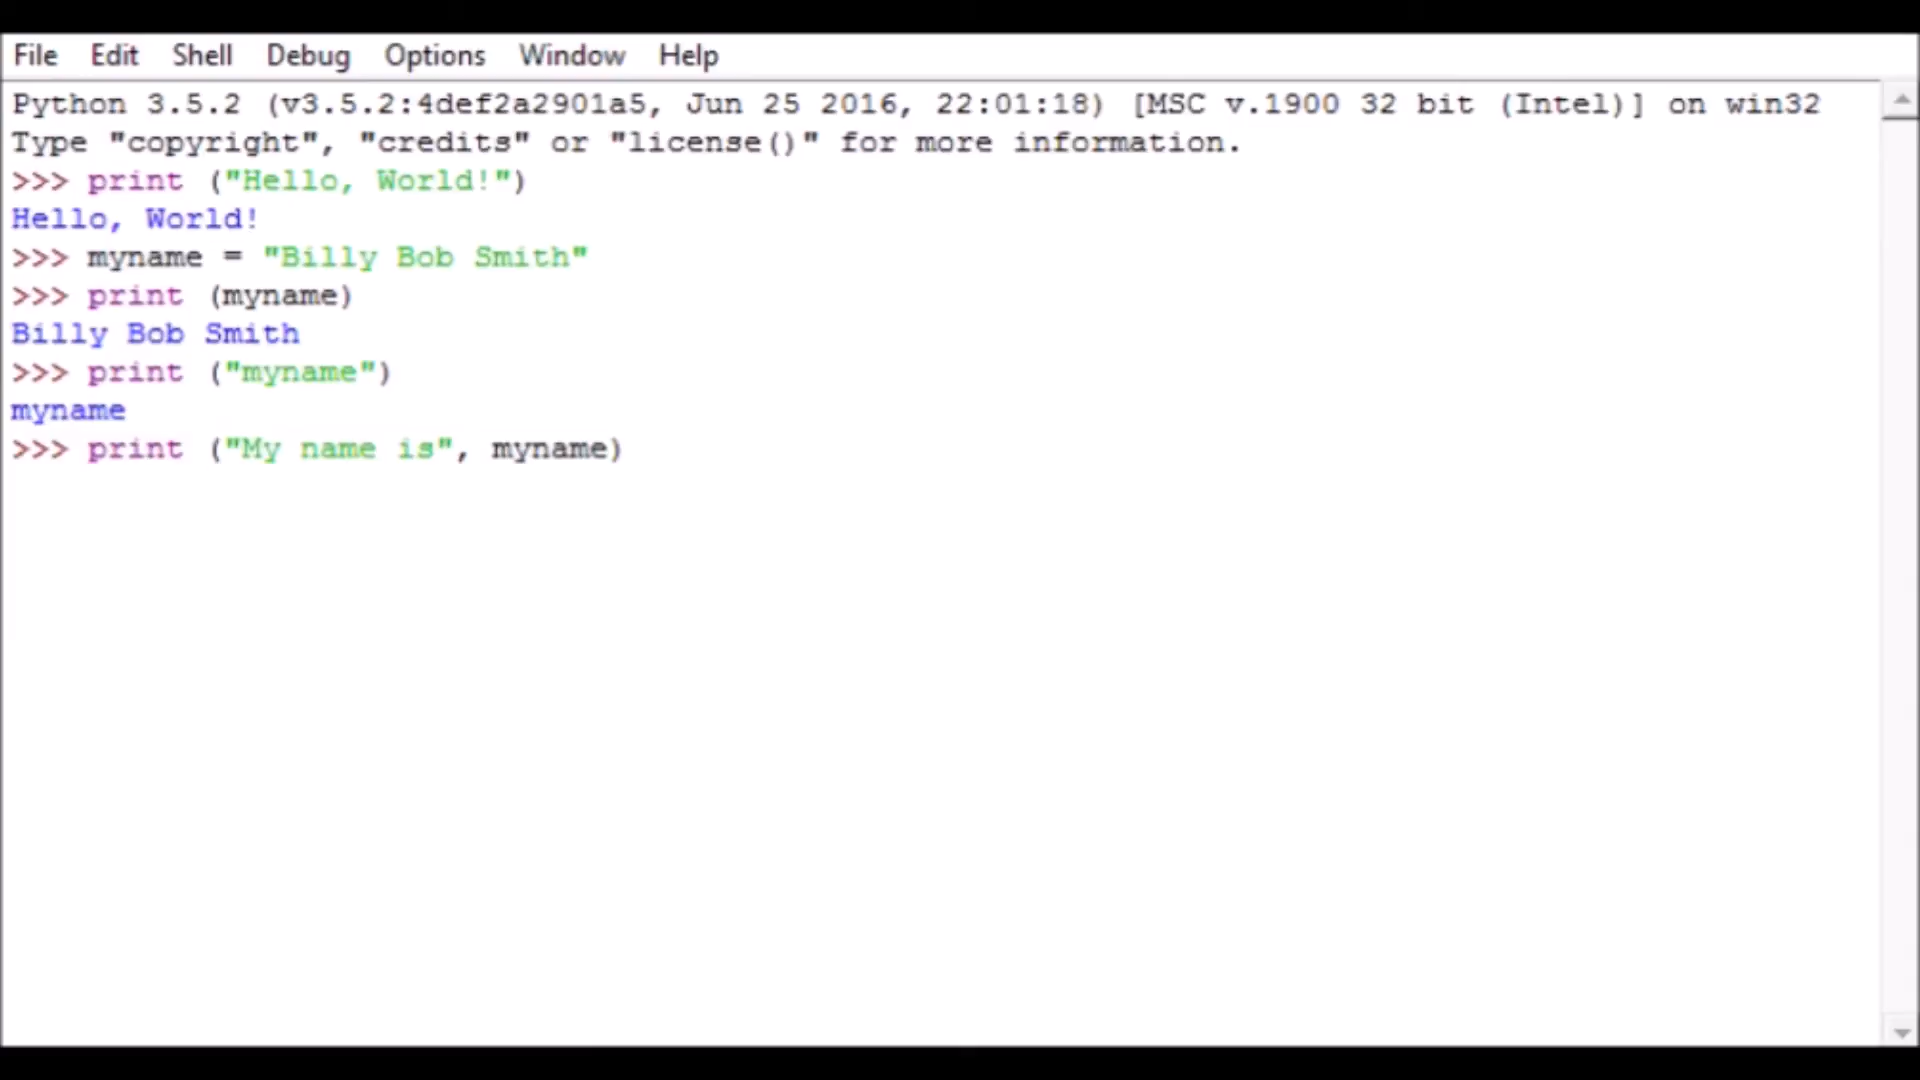 File Edit Shell Debug Options Window Help
Python 3.5.2 (v3.5.2:4def2a2901a5, Jun 25 2016, 22:01:18) [MSC v.1900 32 bit (Intel)] on win32
Type "copyright", "credits" or "license()" for more information.
>>> print ("Hello, World!")
Hello, World!
>>> myname = "Billy Bob Smith"
>>> print (myname)
Billy Bob Smith
>>> print ("myname")
myname
>>> print ("My name is", myname)